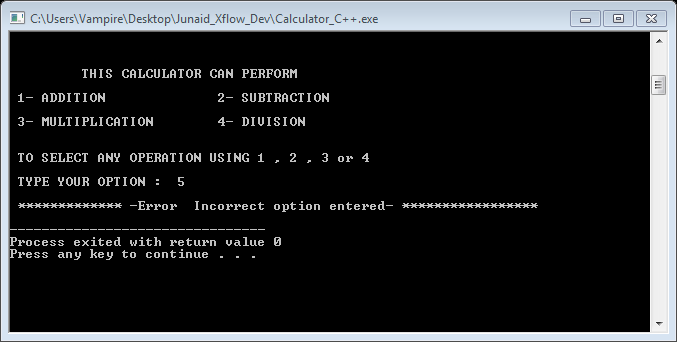 C:\Users\Vampire\Desktop\Junaid_Xflow_Dev\Calculator_C++.exe
THIS CALCULATOR CAN PERFORM
1- ADDITION 2- SUBTRACTION
3- MULTIPLICATION 4- DIVISION
TO SELECT ANY OPERATION USING 1 , 2 , 3 or 4
TYPE YOUR OPTION : 5
************* -Error Incorrect option entered- *****************
--------------------------------
Process exited with return value 0
Press any key to continue . . .